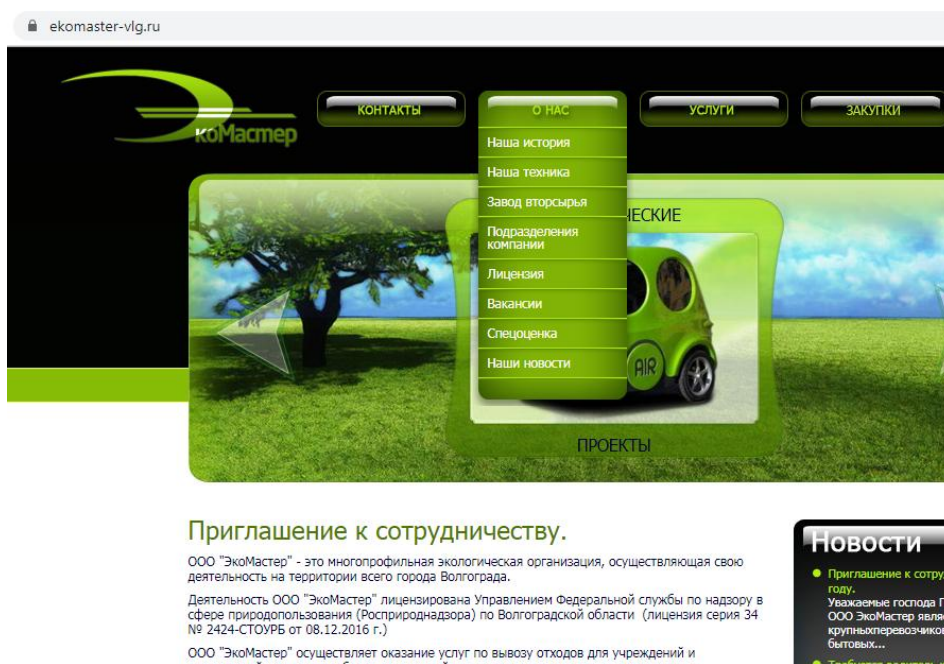 ekomaster-vlg.ru
КОНТАКТЫ
О НАС
УСЛУГИ
ЗАКУПКИ
коМастер
Наша история
Наша техника
Завод вторсырья
Подразделения
компании
Лицензия
Вакансии
Спецоценка
Наши новости
ЧЕСКИЕ
AIR
ПРОЕКТЫ
Приглашение к сотрудничеству.
ООО "ЭкоМастер" - это многопрофильная экологическая организация, осуществляющая свою
деятельность на территории всего города Волгограда.
Деятельность ООО "ЭкоМастер" лицензирована Управлением Федеральной службы по надзору в
сфере природопользования (Росприроднадзора) по Волгоградской области (лицензия серия 34
№ 2424-СТОУРБ от 08.12.2016 г.)
ООО "ЭкоМастер" осуществляет оказание услуг по вывозу отходов для учреждений и
Новости
Приглашение к сотру
году.
Уважаемые господа
ООО ЭкоМастер явля
крупныхперевозчиков
бытовых...